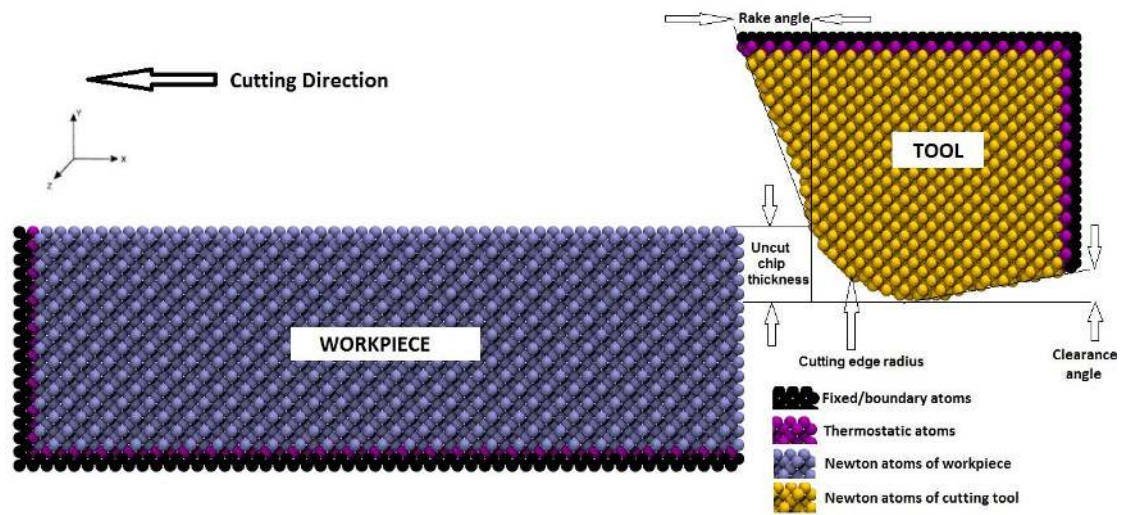 Rake angle
Cutting Direction
Y
X
Z
TOOL
Uncut
chip
thickness
WORKPIECE
Cutting edge radius
Clearance
angle
Fixed/boundary atoms
Thermostatic atoms
Newton atoms of workpiece
Newton atoms of cutting tool